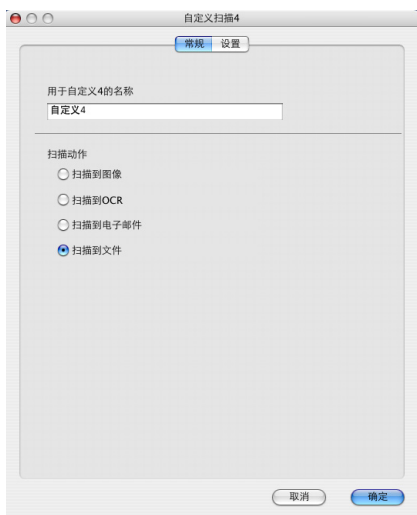 自定义扫描4
常规 设置
用于自定义4的名称
自定义4
扫描动作
扫描到图像
扫描到OCR
扫描到电子邮件
扫描到文件
取消 确定